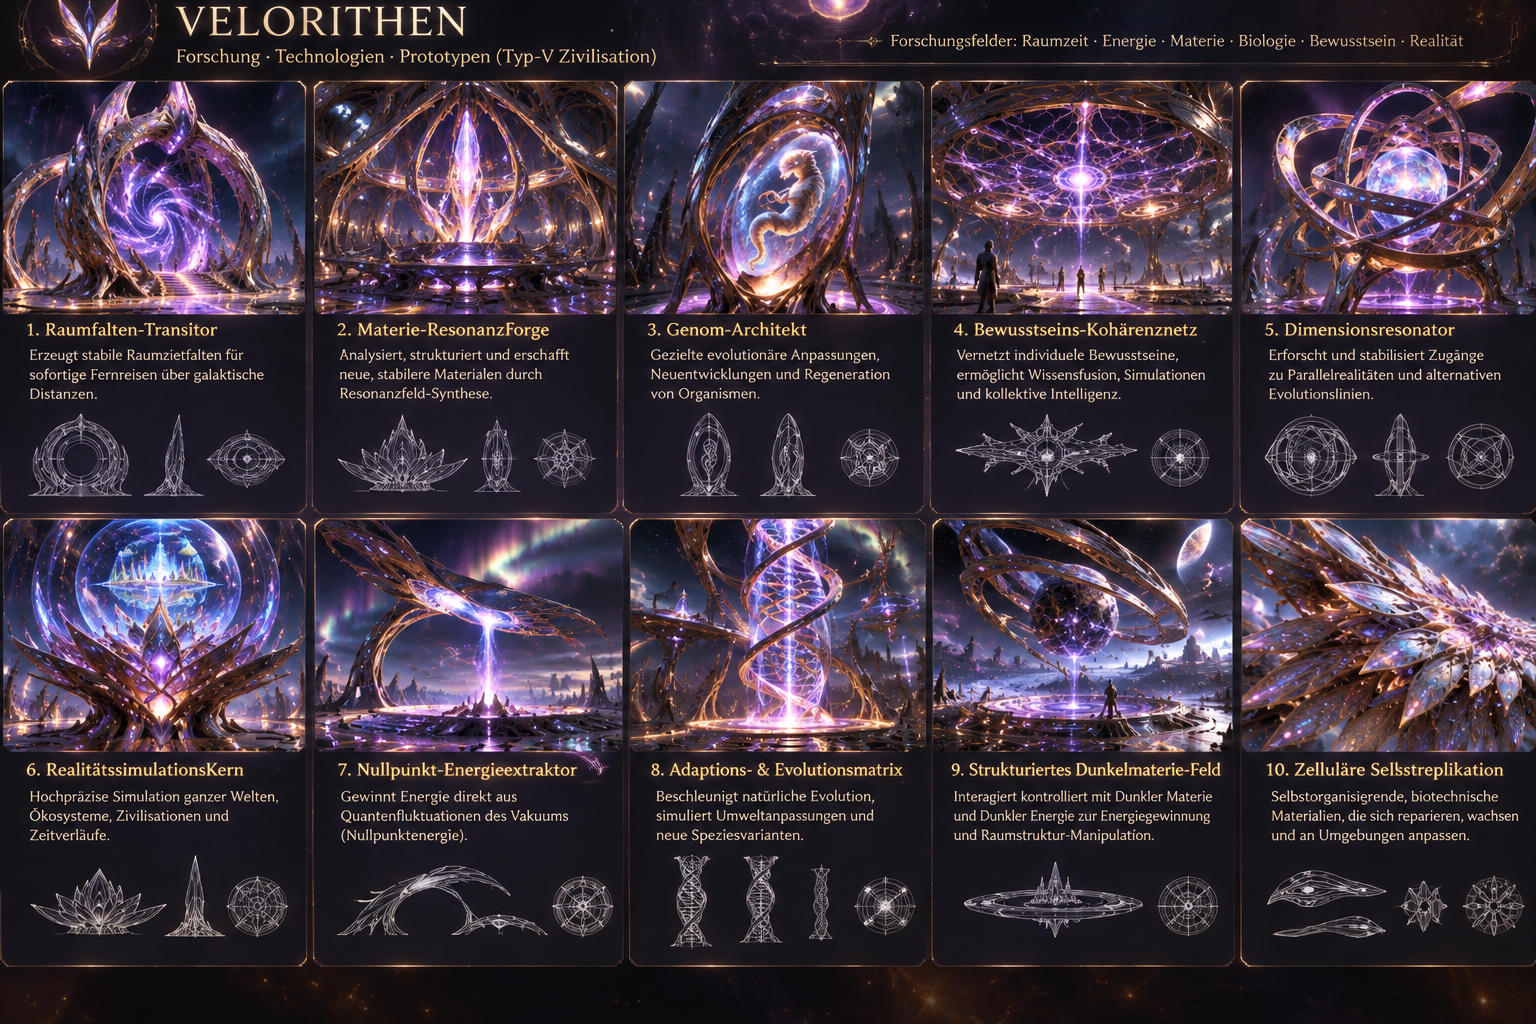 VELORITHEN
Forschung · Technologien · Prototypen (Typ-V Zivilisation)
Forschungsfelder: Raumzeit · Energie · Materie · Biologie · Bewusstsein · Realität
1. Raumfalten-Transitor
Erzeugt stabile Raumzietfalten für
sofortige Fernreisen über galaktische
Distanzen.
2. Materie-ResonanzForge
Analysiert, strukturiert und erschafft
neue, stabilere Materialen durch
Resonanzfeld-Synthese.
3. Genom-Architekt
Gezielte evolutionäre Anpassungen,
Neuentwicklungen und Regeneration
von Organismen.
4. Bewusstseins-Kohärenznetz
Vernetzt individuelle Bewusstseine,
ermöglicht Wissensfusion, Simulationen
und kollektive Intelligenz.
5. Dimensionsresonator
Erforscht und stabilisiert Zugänge
zu Parallelrealitäten und alternativen
Evolutionslinien.
6. RealitätssimulationsKern
Hochpräzise Simulation ganzer Welten,
Ökosysteme, Zivilisationen und
Zeitverläufe.
7. Nullpunkt-Energieextraktor
Gewinnt Energie direkt aus
Quantenfluktuationen des Vakuums
(Nullpunktenergie).
8. Adaptions- & Evolutionsmatrix
Beschleunigt natürliche Evolution,
simuliert Umweltanpassungen und
neue Speziesvarianten.
9. Strukturiertes Dunkelmaterie-Feld
Interagiert kontrolliert mit Dunkler Materie
und Dunkler Energie zur Energiegewinnung
und Raumstruktur-Manipulation.
10. Zelluläre Selbstreplikation
Selbstorganisierende, biotechnische
Materialien, die sich reparieren, wachsen
und an Umgebungen anpassen.